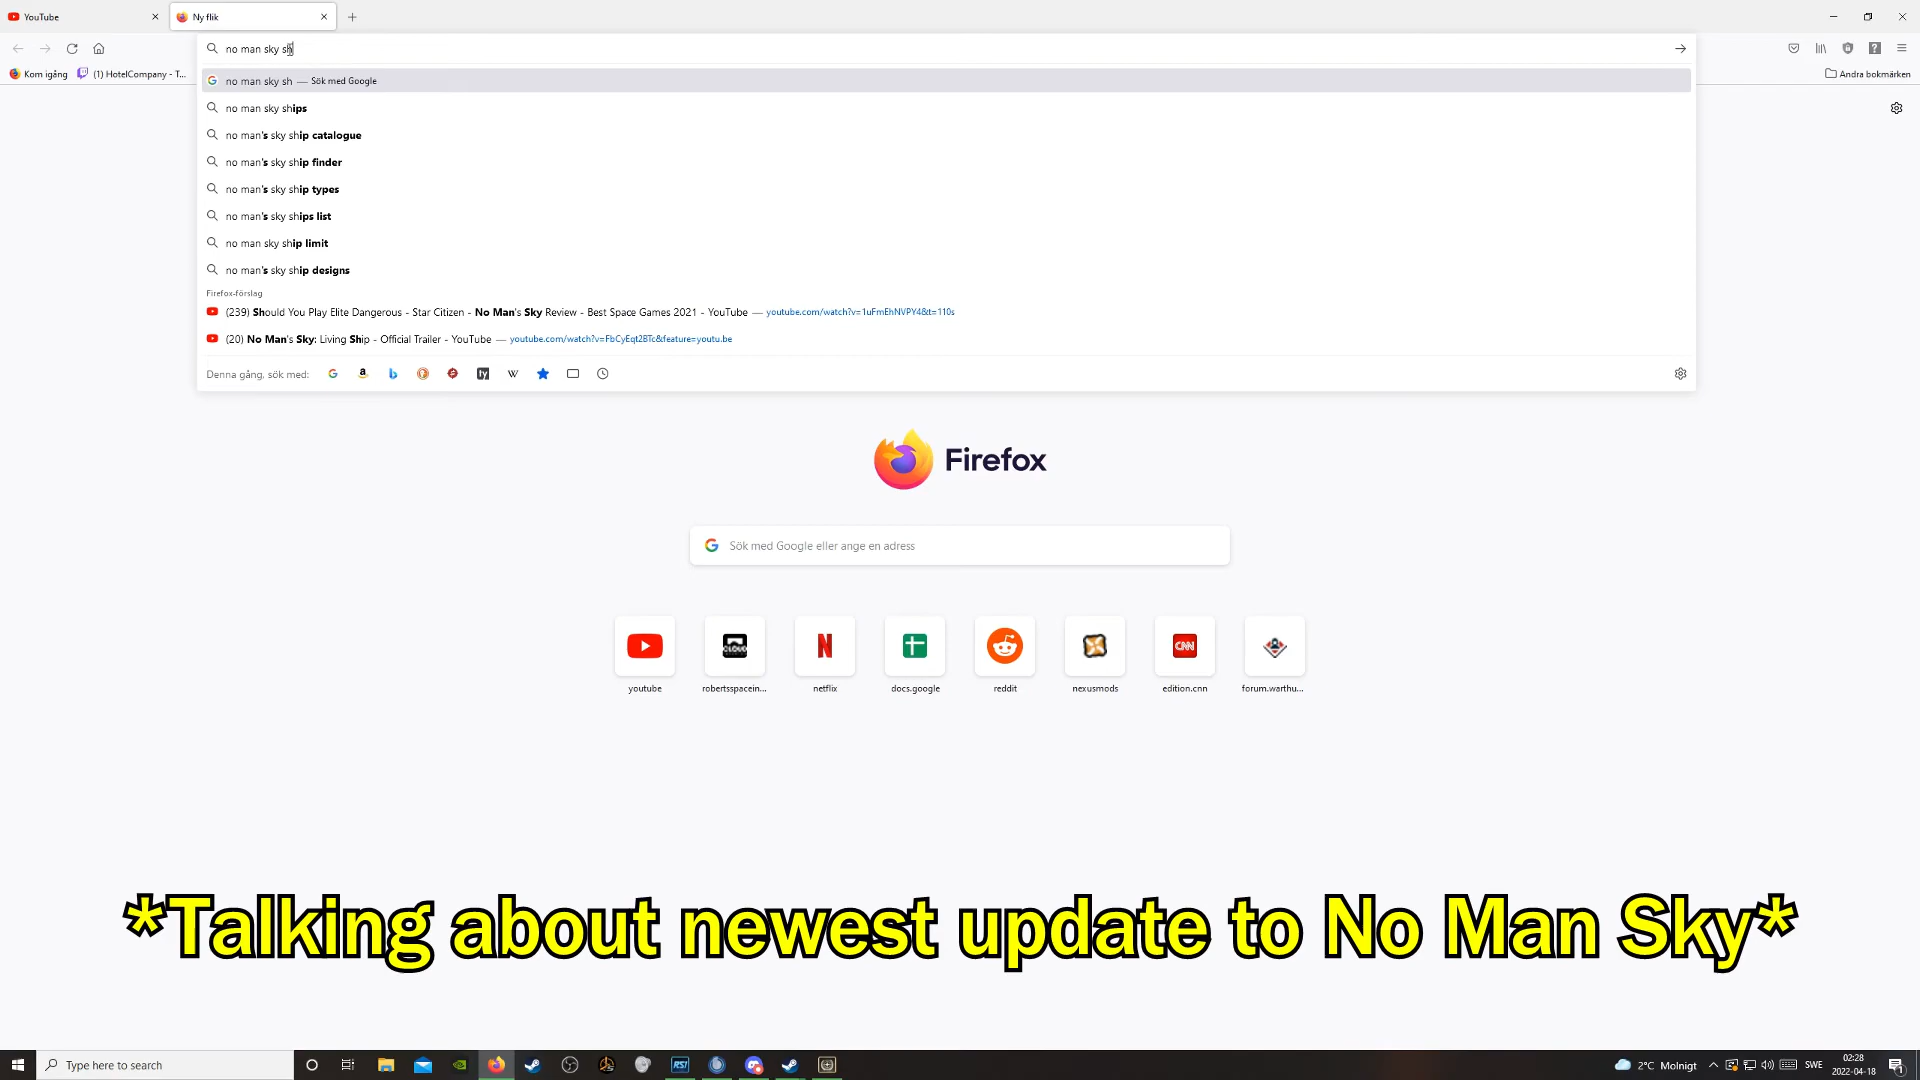 YouTube
Ny flik
no man sky sh
Kom igång
(1) HotelCompany - T...
Andra bokmärken
no man sky sh — Sök med Google
no man sky ships
no man's sky ship catalogue
no man's sky ship finder
no man's sky ship types
no man's sky ships list
no man sky ship limit
no man's sky ship designs
Firefox-förslag
(239) Should You Play Elite Dangerous - Star Citizen - No Man's Sky Review - Best Space Games 2021 - YouTube — youtube.com/watch?v=1uFmEhNVPY4&t=110s
(20) No Man's Sky: Living Ship - Official Trailer - YouTube — youtube.com/watch?v=FbCyEqt2BTc&feature=youtu.be
Denna gång, sök med:
Firefox
Sök med Google eller ange en adress
CLOUD
CNN
youtube
robertsspacein...
netflix
docs.google
reddit
nexusmods
edition.cnn
forum.warthu...
*Talking about newest update to No Man Sky*
Type here to search
RSI
2°C Molnigt
SWE
02:28
2022-04-18